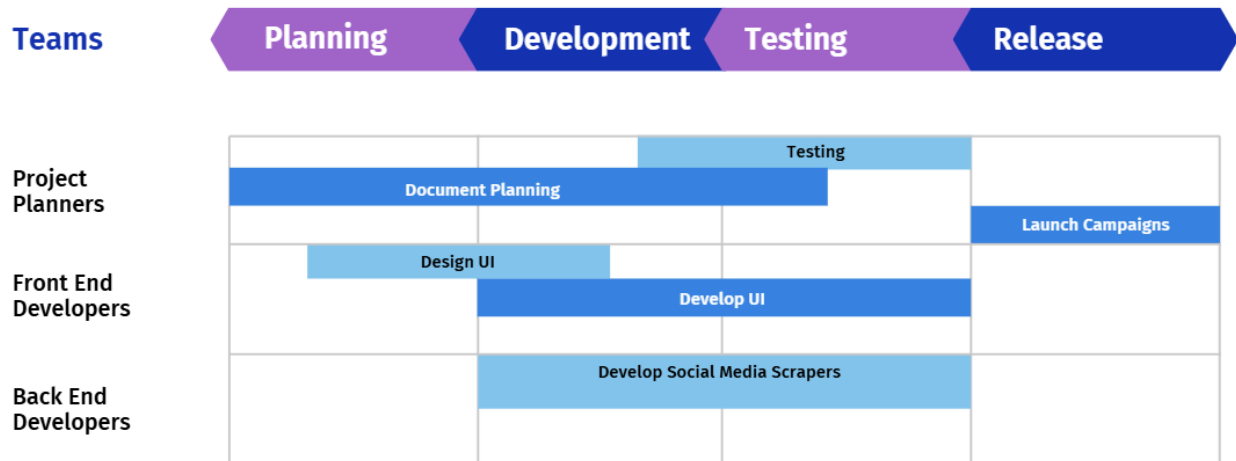 Teams
Planning
Development
Testing
Release
Project
Planners
Testing
Document Planning
Launch Campaigns
Front End
Developers
Design UI
Develop UI
Back End
Developers
Develop Social Media Scrapers